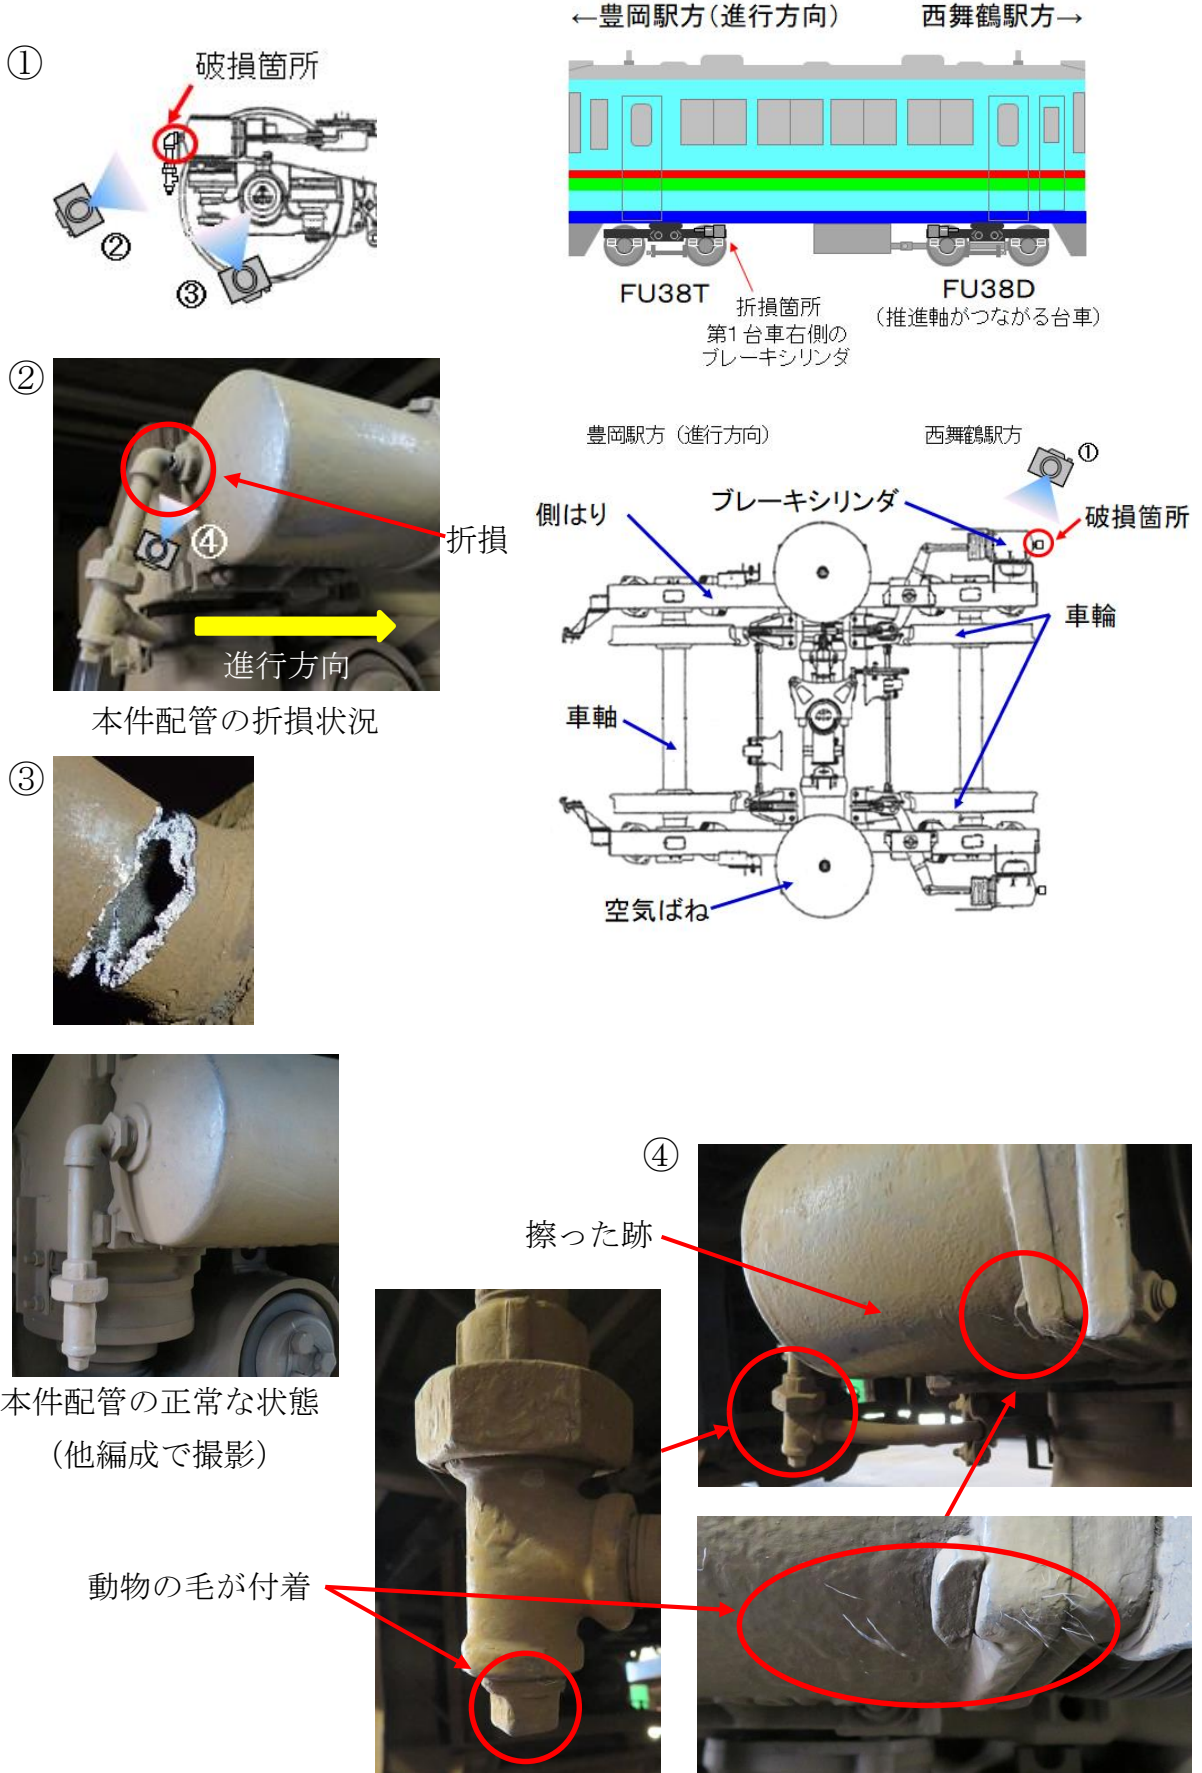 ←豊岡駅方（進行方向）
西舞鶴駅方→
①
破損箇所
②
③
FU38T
FU38D
（推進軸がつながる台車）
折損箇所
第1台車右側の
ブレーキシリンダ
②
④
折損
進行方向
本件配管の折損状況
豊岡駅方（進行方向）
西舞鶴駅方
①
側はり
ブレーキシリンダ
破損箇所
車輪
車軸
空気ばね
③
本件配管の正常な状態
（他編成で撮影）
④
擦った跡
動物の毛が付着